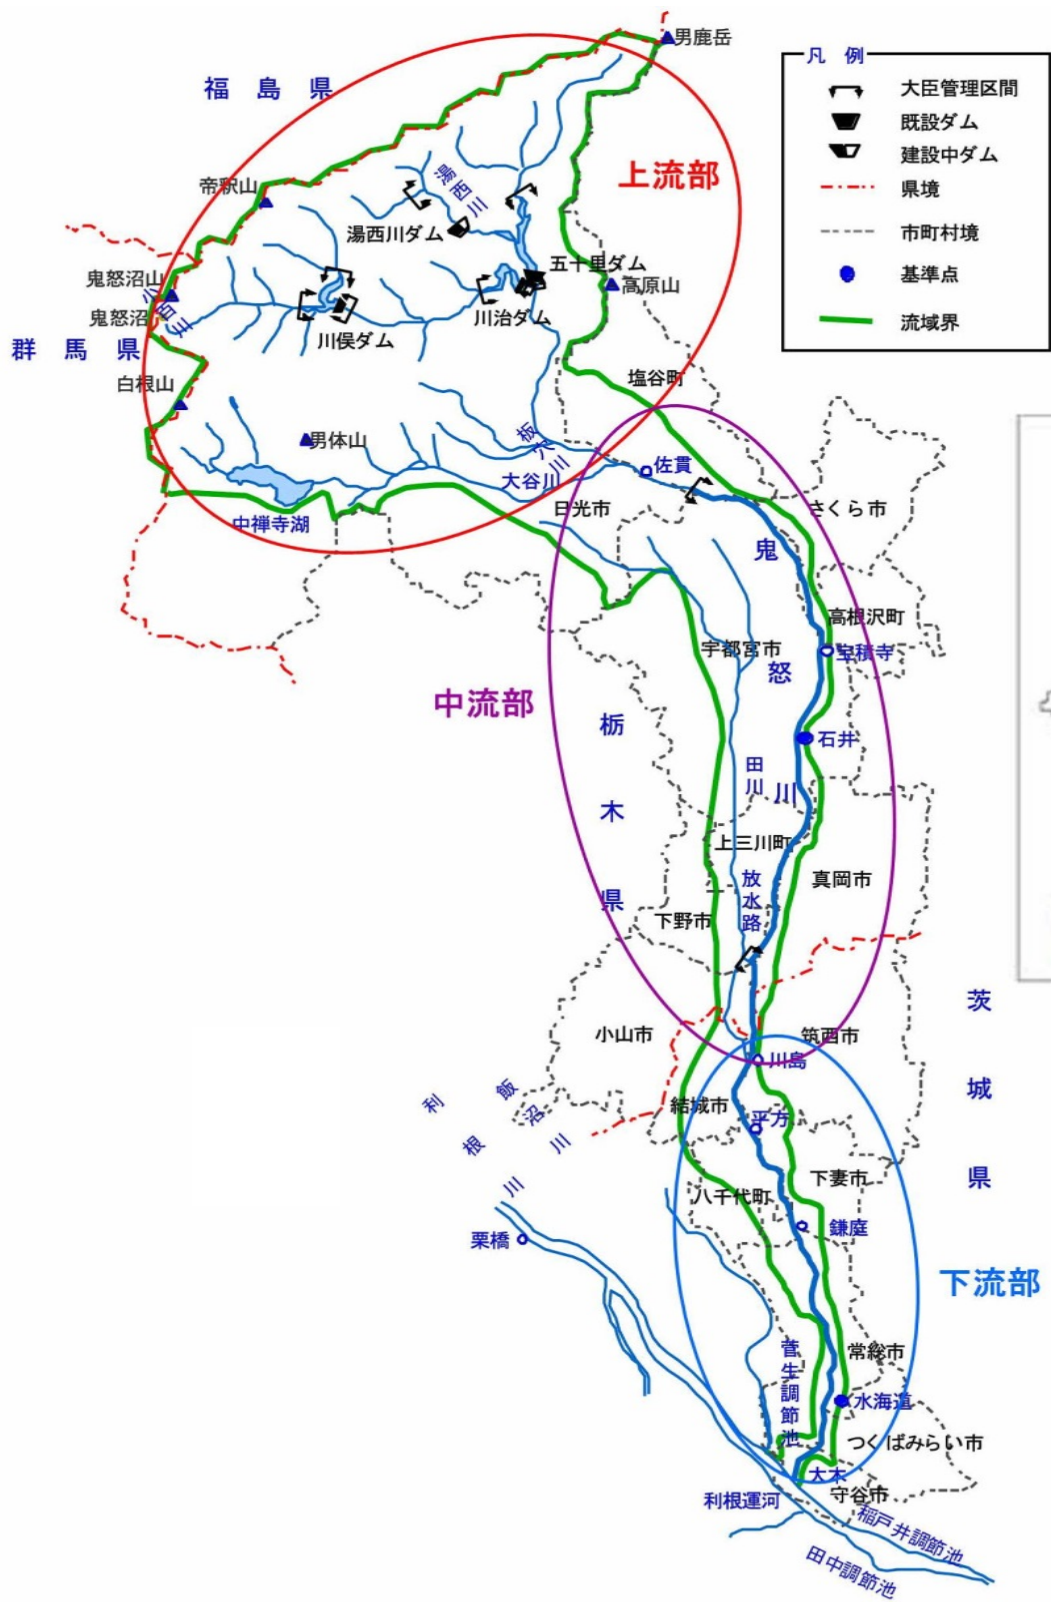 男鹿岳
福島県
凡例
大臣管理区間
既設ダム
建設中ダム
県境
市町村境
基準点
流域界
上流部
湯西川
帝釈山
湯西川ダム
五十里ダム
高原山
鬼怒沼山
鬼怒沼
川治ダム
川俣ダム
群馬県
白根山
塩谷町
男体山
板穴川
大谷川
佐貫
日光市
中禅寺湖
さくら市
鬼怒川
高根沢町
宇都宮市
宝積寺
中流部
栃木県
石井
田川
放水路
上三川町
真岡市
下野市
茨城県
小山市
筑西市
川島
利根川
飯沼川
結城市
平方
八千代町
下妻市
鎌庭
栗橋
下流部
菅生調節池
常総市
水海道
つくばみらい市
大木
守谷市
利根運河
稲戸井調節池
田中調節池